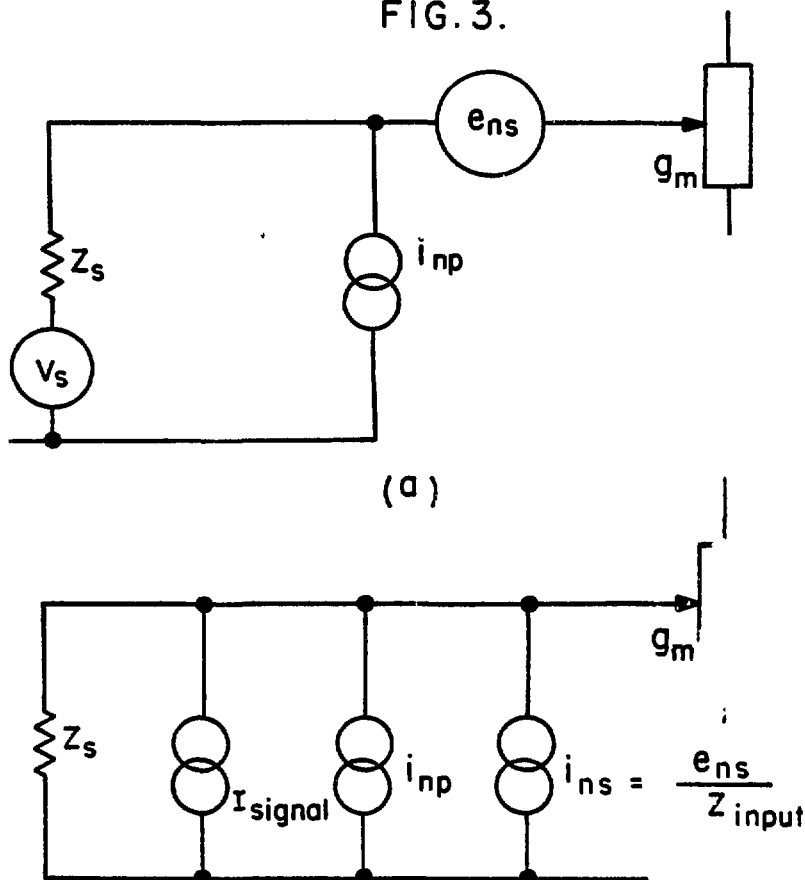 FIG. 3.
e_ns
g_m
Z_s
i_np
V_s
(a)
g_m
Z_s
I_signal
i_np
i_ns = e_ns / Z_input